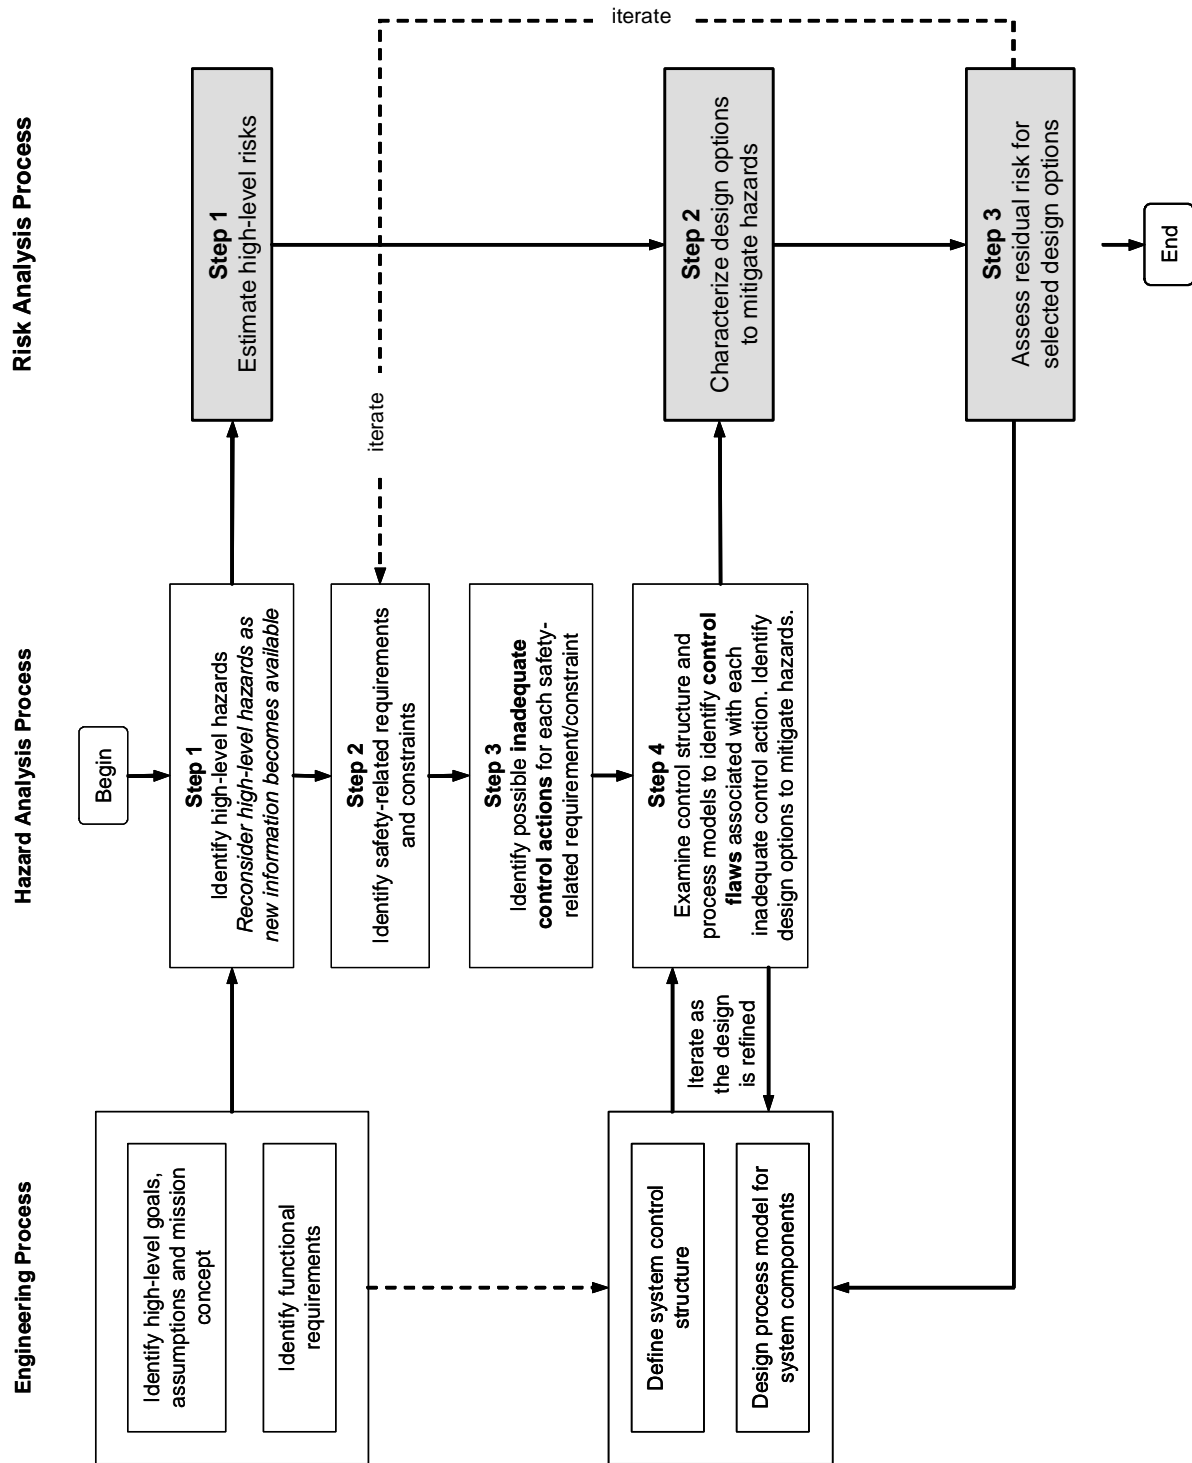 Engineering Process
Hazard Analysis Process
Risk Analysis Process
Identify high-level goals,
assumptions and mission
concept
Identify functional
requirements
Define system control
structure
Design process model for
system components
Begin
Step 1
Identify high-level hazards
Reconsider high-level hazards as
new information becomes available
Step 2
Identify safety-related requirements
and constraints
Step 3
Identify possible inadequate
control actions for each safety-
related requirement/constraint
Step 4
Examine control structure and
process models to identify control
flaws associated with each
inadequate control action. Identify
design options to mitigate hazards.
Iterate as
the design
is refined
Step 1
Estimate high-level risks
Step 2
Characterize design options
to mitigate hazards
Step 3
Assess residual risk for
selected design options
iterate
iterate
End